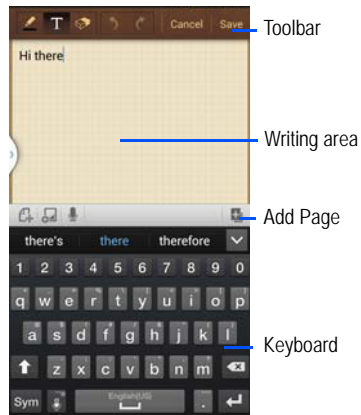 T Cancel Save Toolbar
Hi there
Writing area
Add Page
there's there therefore
1 2 3 4 5 6 7 8 9 0
q w e r t y u i o p
a s d f g h j k l
Keyboard
z x c v b n m
Sym English(US) .